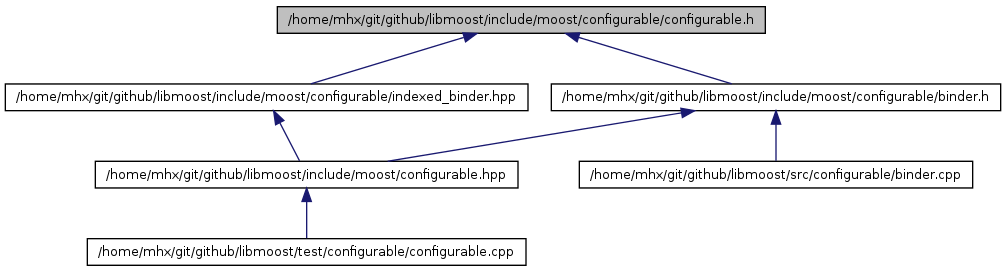 /home/mhx/git/github/libmoost/include/moost/configurable/configurable.h
/home/mhx/git/github/libmoost/include/moost/configurable/indexed_binder.hpp
/home/mhx/git/github/libmoost/include/moost/configurable/binder.h
/home/mhx/git/github/libmoost/include/moost/configurable.hpp
/home/mhx/git/github/libmoost/src/configurable/binder.cpp
/home/mhx/git/github/libmoost/test/configurable/configurable.cpp